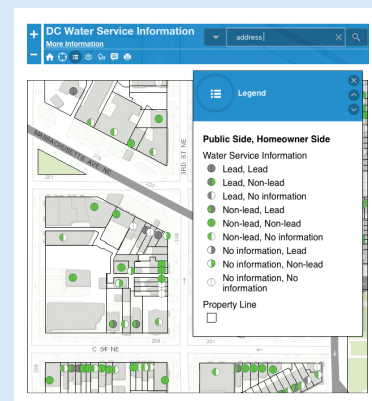 + DC Water Service Information
More Information
address
Legend
Public Side, Homeowner Side
Water Service Information
Lead, Lead
Lead, Non-lead
Lead, No information
Non-lead, Lead
Non-lead, Non-lead
Non-lead, No information
No information, Lead
No information, Non-lead
No information, No
information
Property Line
MASSACHUSETTS AVE NE
3RD ST NE
C ST NE